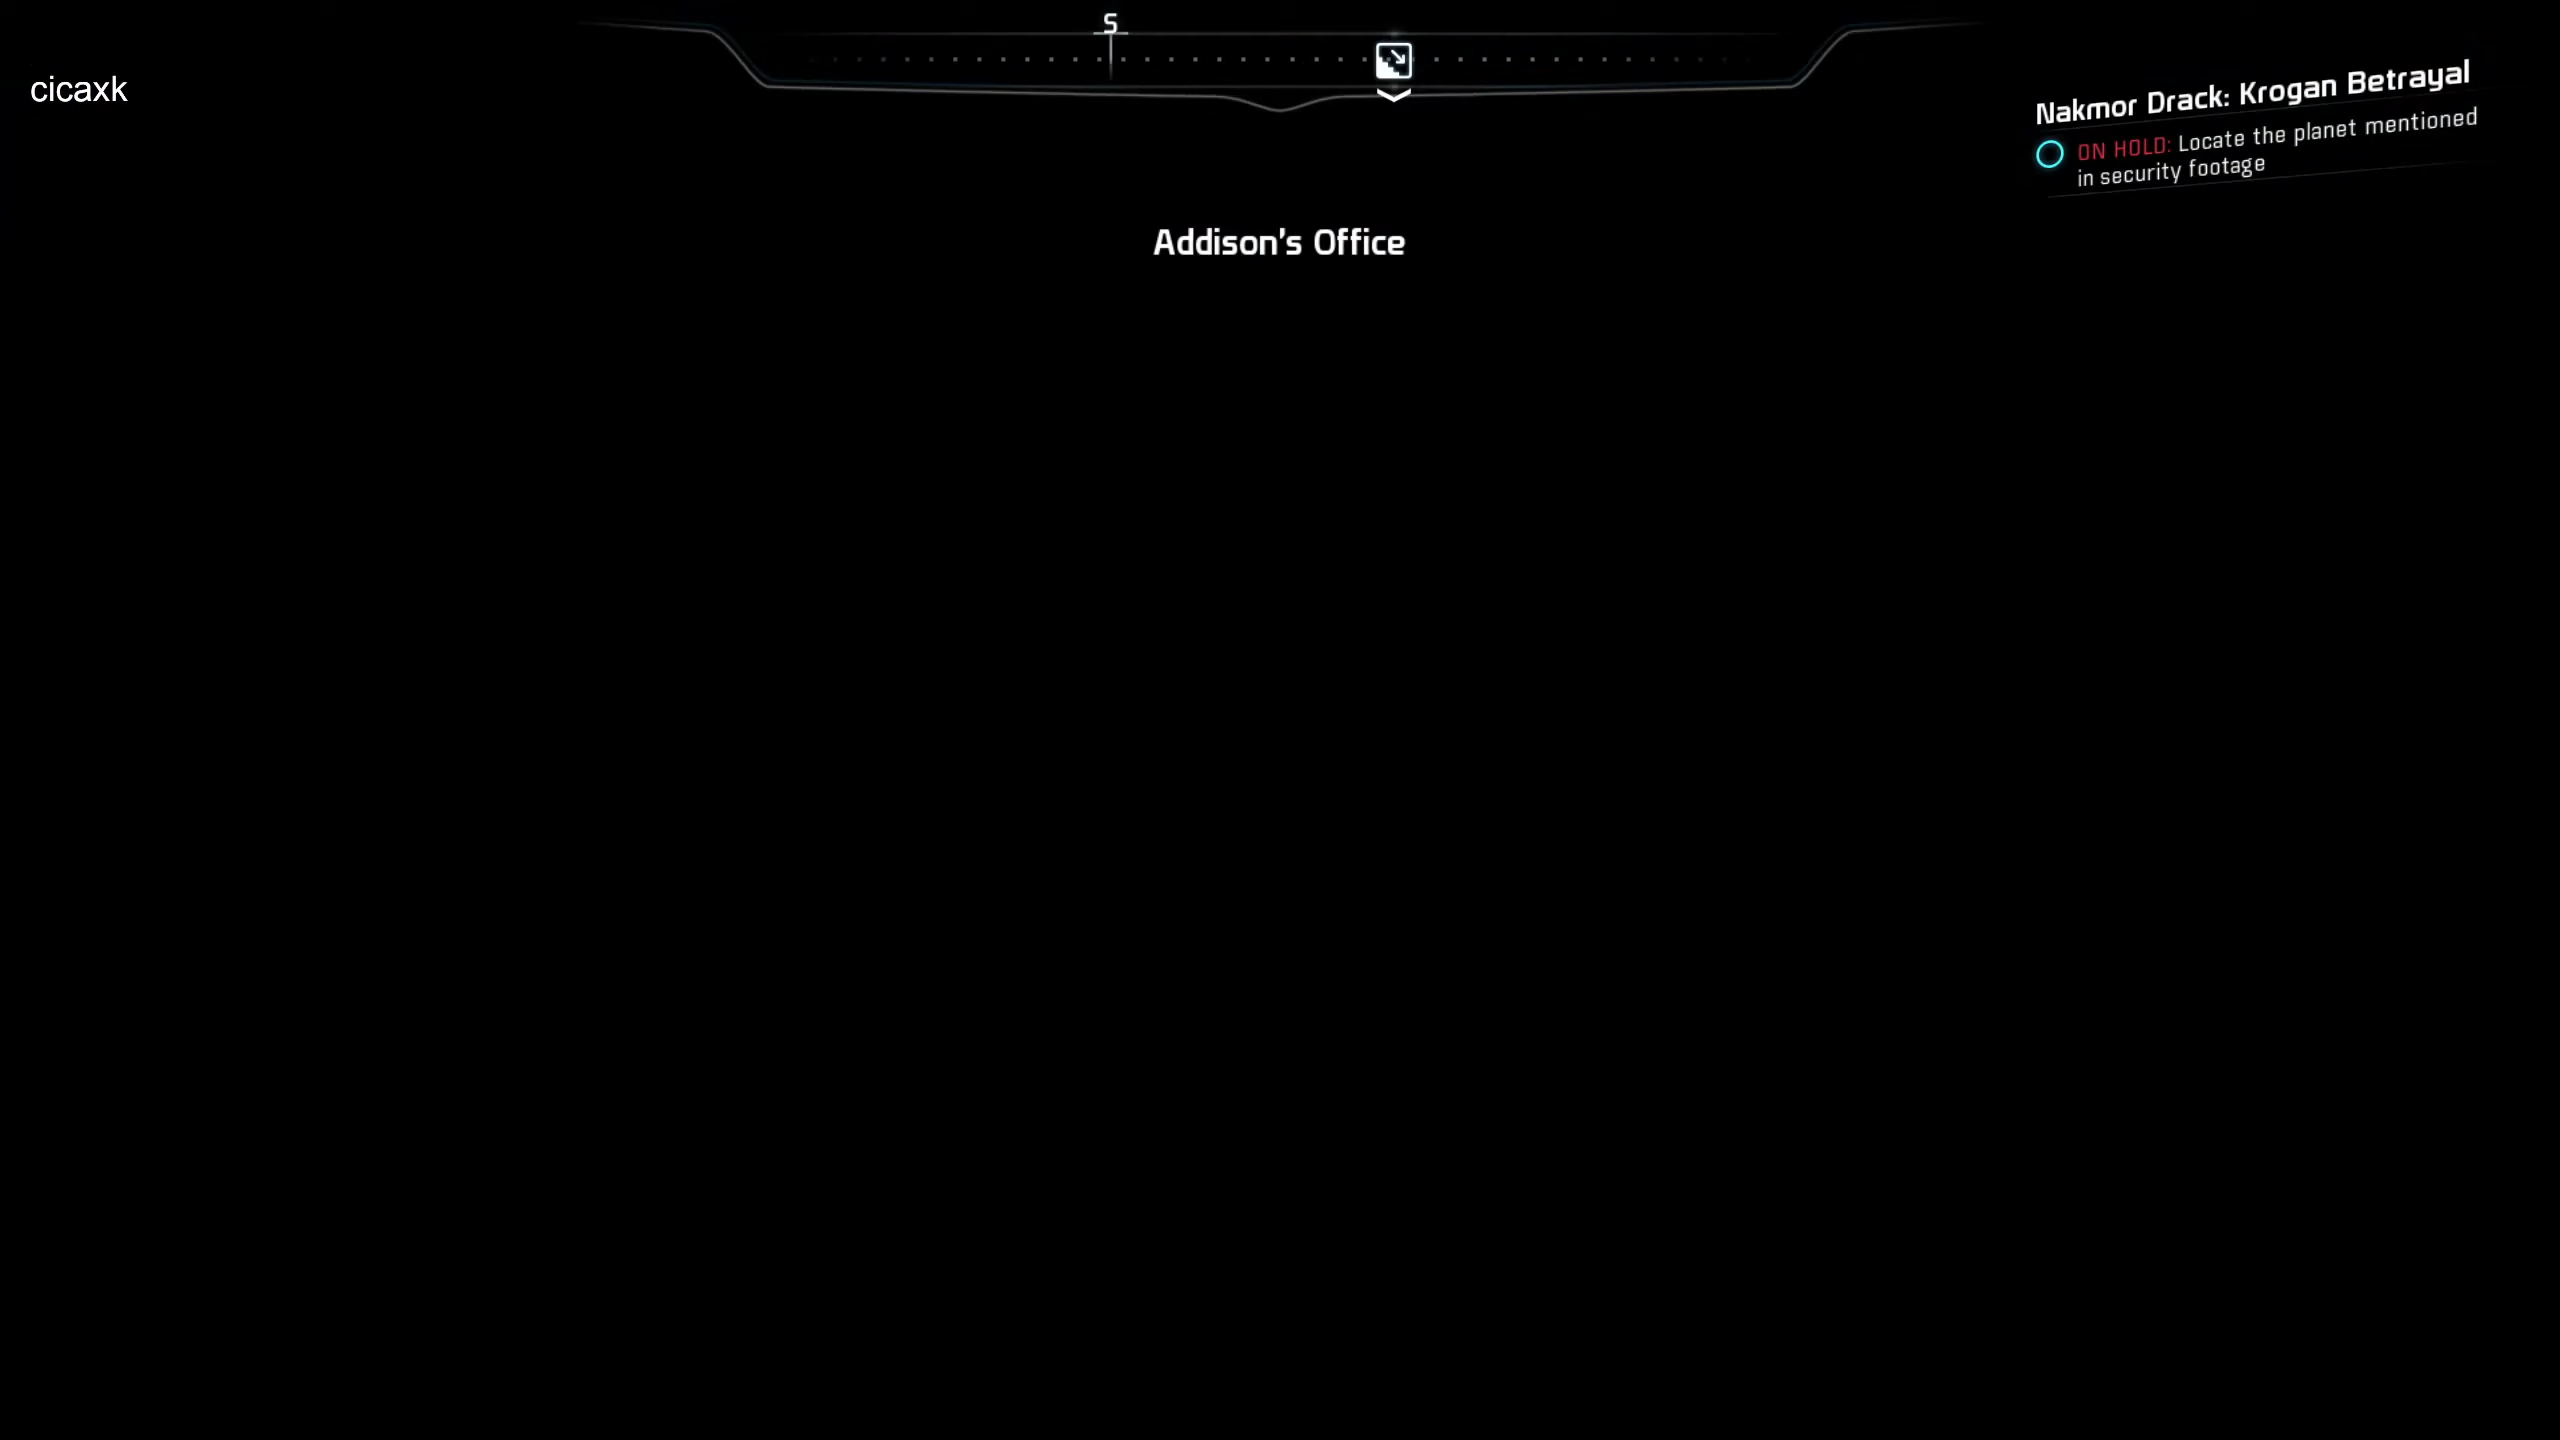 S
cicaxk
Nakmor Drack: Krogan Betrayal
ON HOLD: Locate the planet mentioned
in security footage
Addison's Office